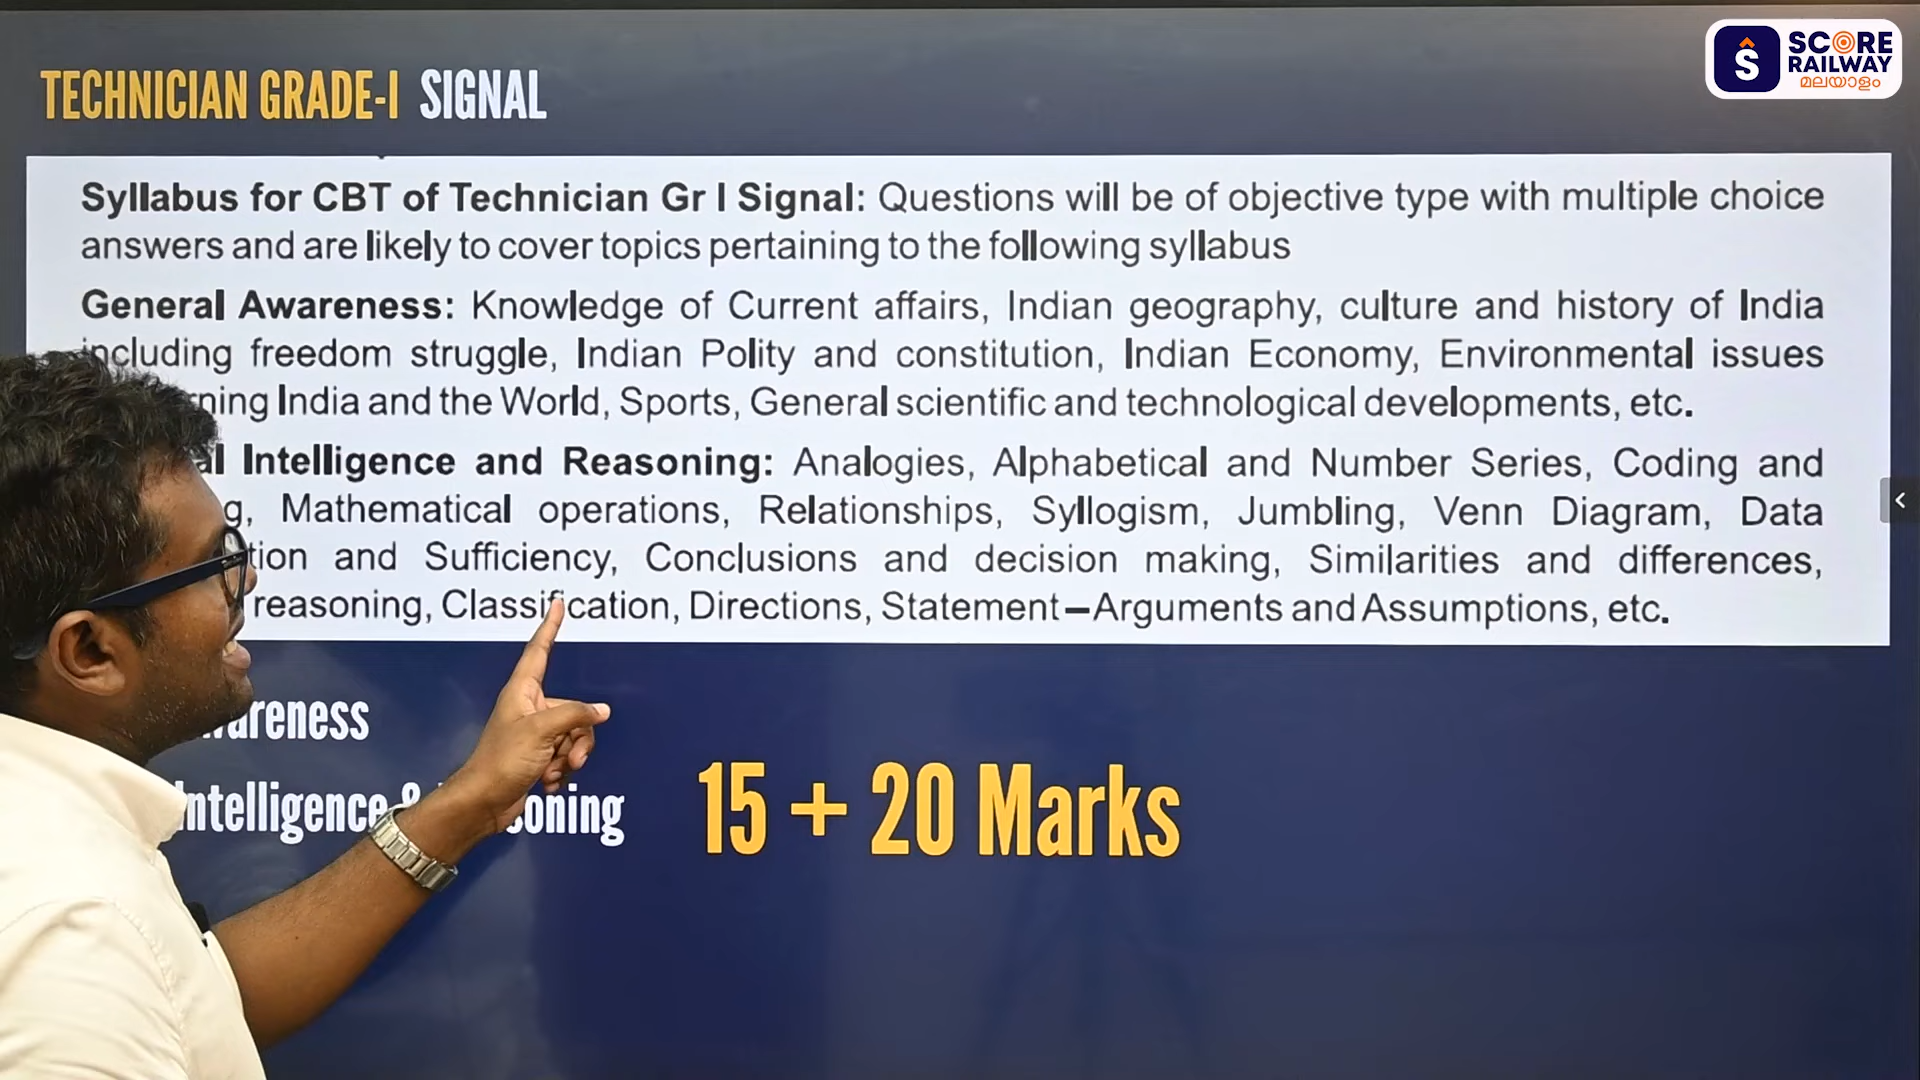 SCORE
RAILWAY
മലയാളം
TECHNICIAN GRADE-I SIGNAL
Syllabus for CBT of Technician Gr I Signal: Questions will be of objective type with multiple choice
answers and are likely to cover topics pertaining to the following syllabus
General Awareness: Knowledge of Current affairs, Indian geography, culture and history of India
including freedom struggle, Indian Polity and constitution, Indian Economy, Environmental issues
India and the World, Sports, General scientific and technological developments, etc.
Intelligence and Reasoning: Analogies, Alphabetical and Number Series, Coding and
Mathematical operations, Relationships, Syllogism, Jumbling, Venn Diagram, Data
and Sufficiency, Conclusions and decision making, Similarities and differences,
reasoning, Classification, Directions, Statement–Arguments and Assumptions, etc.
Intelligence &
15 + 20 Marks